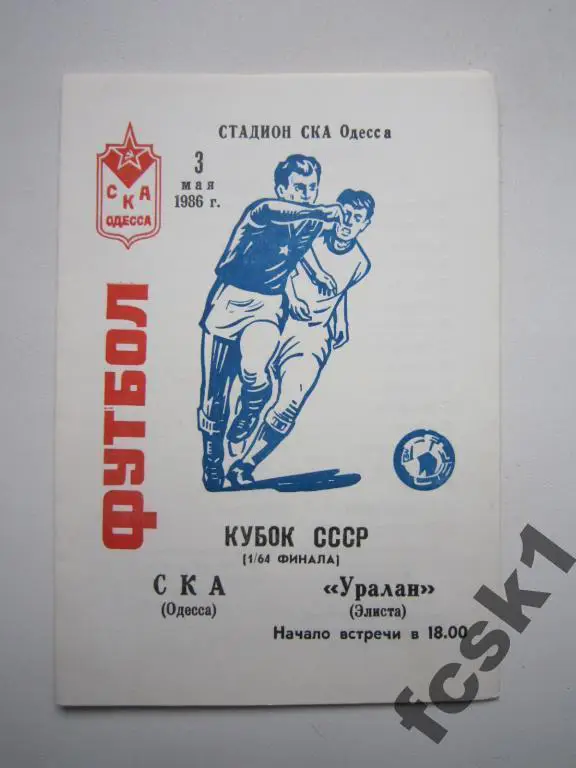 СТАДИОН СКА Одесса
СКА
ОДЕССА
3
мая
1986 г.
ФУТБОЛ
КУБОК СССР
(1/64 ФИНАЛА)
СКА «Уралан»
(Одесса) (Элиста)
Начало встречи в 18.00
fcsk1